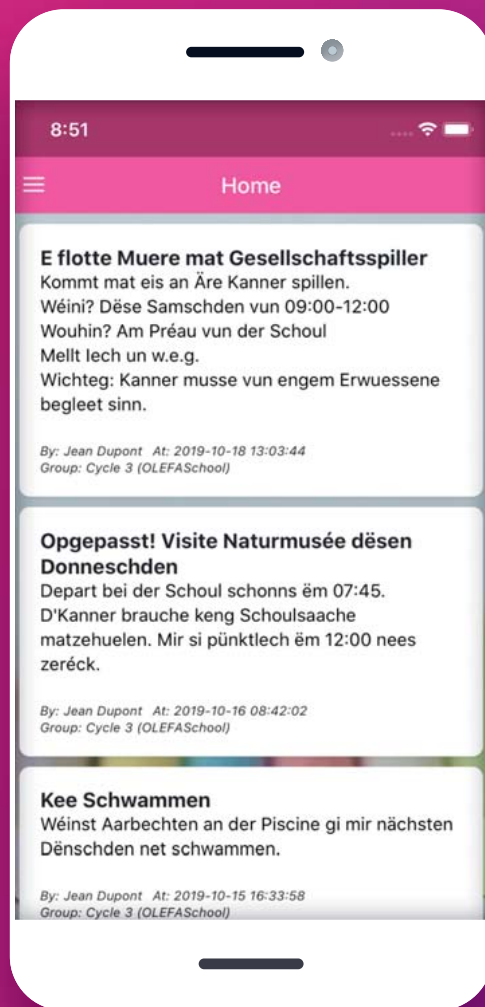 8:51
Home
E flotte Muere mat Gesellschaftsspiller
Kommt mat eis an Äre Kanner spillen.
Wéini? Dëse Samschden vun 09:00-12:00
Wouhin? Am Préau vun der Schoul
Mellt Iech un w.e.g.
Wichteg: Kanner musse vun engem Erwuessene
begleet sinn.
By: Jean Dupont At: 2019-10-18 13:03:44
Group: Cycle 3 (OLEFASchool)
Opgepasst! Visite Naturmusée dësen
Donneschden
Depart bei der Schoul schonns ëm 07:45.
D'Kanner brauche keng Schoulsaache
matzehuelen. Mir si pünktlech ëm 12:00 nees
zeréck.
By: Jean Dupont At: 2019-10-16 08:42:02
Group: Cycle 3 (OLEFASchool)
Kee Schwammen
Wéinst Aarbechten an der Piscine gi mir nächsten
Dënschden net schwammen.
By: Jean Dupont At: 2019-10-15 16:33:58
Group: Cycle 3 (OLEFASchool)